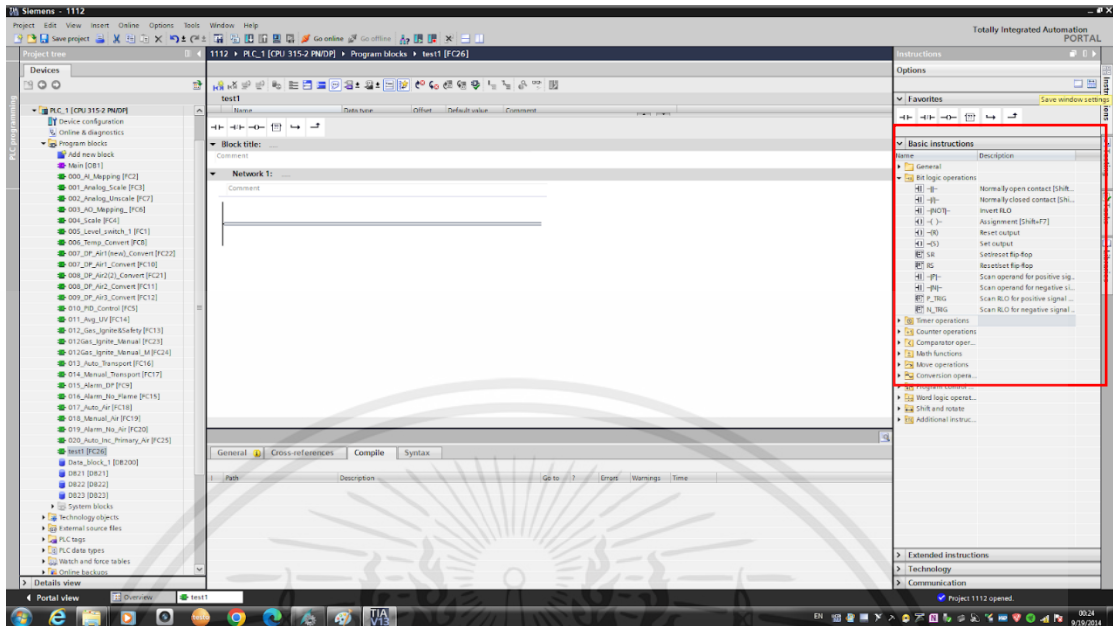 Siemens - 1112
Project Edit View Insert Online Options Tools Window Help
Totally Integrated Automation
PORTAL
Save project
Go online
Go offline
Project tree
1112 ▸ PLC_1 [CPU 315-2 PN/DP] ▸ Program blocks ▸ test1 [FC26]
Instructions
Devices
Options
PLC programming
PLC_1 [CPU 315-2 PN/DP]
Device configuration
Online & diagnostics
Program blocks
Add new block
Main [OB1]
000_AI_Mapping [FC2]
001_Analog_Scale [FC3]
002_Analog_Unscale [FC7]
003_AO_Mapping_ [FC6]
004_Scale [FC4]
005_Level_switch_1 [FC1]
006_Temp_Convert [FC8]
007_DP_Air1(new)_Convert [FC22]
007_DP_Air1_Convert [FC10]
008_DP_Air2(2)_Convert [FC21]
008_DP_Air2_Convert [FC11]
009_DP_Air3_Convert [FC12]
010_PID_Control [FC5]
011_Avg_UV [FC14]
012_Gas_Ignite&Safety [FC13]
012Gas_Ignite_Manual [FC23]
012Gas_Ignite_Manual_M [FC24]
013_Auto_Transport [FC16]
014_Manual_Transport [FC17]
015_Alarm_DP [FC9]
016_Alarm_No_Flame [FC15]
017_Auto_Air [FC18]
018_Manual_Air [FC19]
019_Alarm_No_Air [FC20]
020_Auto_Inc_Primary_Air [FC25]
test1 [FC26]
Data_block_1 [DB200]
DB21 [DB21]
DB22 [DB22]
DB23 [DB23]
System blocks
Technology objects
External source files
PLC tags
PLC data types
Watch and force tables
Online backups
Details view
test1
Name Data type Offset Default value Comment
Block title: ...
Comment
Network 1: ...
Comment
General Cross-references Compile Syntax
! Path Description Go to ? Errors Warnings Time
Favorites
Save window settings
Basic instructions
Name Description
General
Bit logic operations
-| |- Normally open contact [Shift...
-|/|- Normally closed contact [Shi...
-|NOT|- Invert RLO
-( )- Assignment [Shift+F7]
-(R) Reset output
-(S) Set output
SR Set/reset flip-flop
RS Reset/set flip-flop
-|P|- Scan operand for positive sig...
-|N|- Scan operand for negative si...
P_TRIG Scan RLO for positive signal ...
N_TRIG Scan RLO for negative signal ...
Timer operations
Counter operations
Comparator oper...
Math functions
Move operations
Conversion opera...
Program control ...
Word logic operat...
Shift and rotate
Additional instruc...
Extended instructions
Technology
Communication
Portal view Overview test1
Project 1112 opened.
TIA V13
EN
00:24
9/19/2014